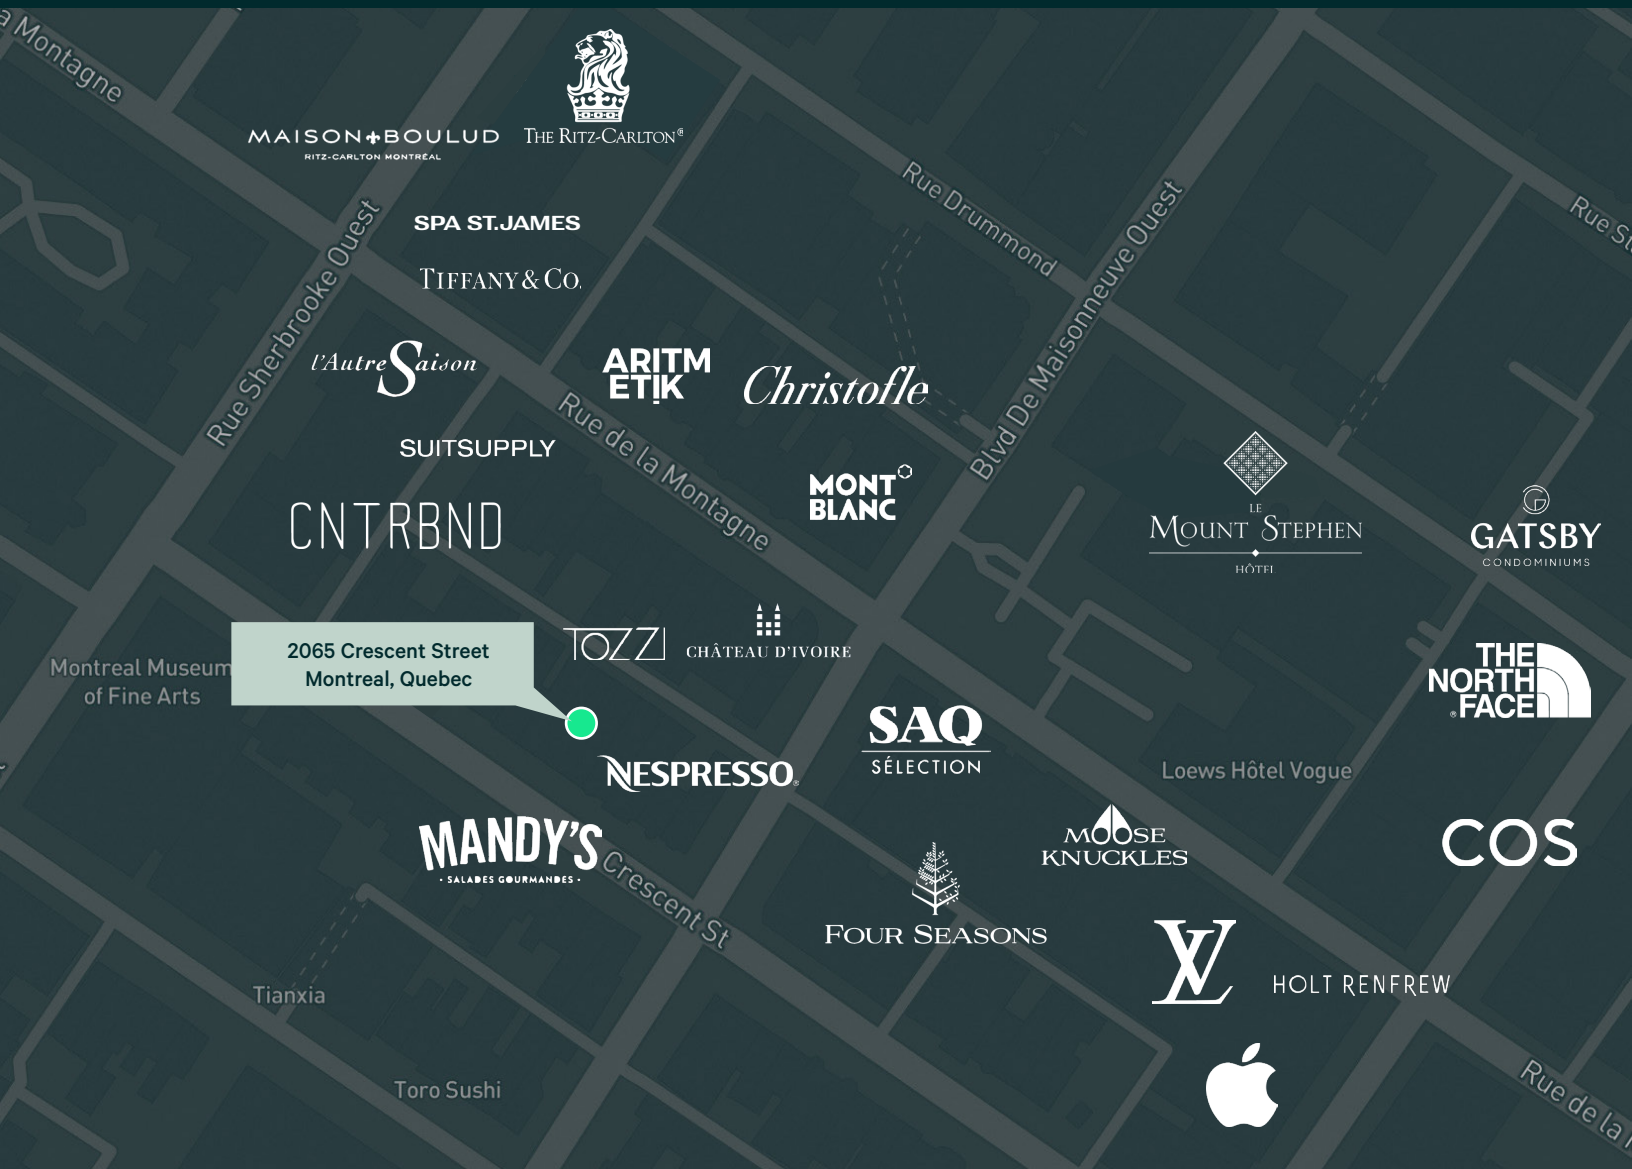 la Montagne
MAISON BOULUD
RITZ-CARLTON MONTRÉAL
THE RITZ-CARLTON®
Rue Drummond
Rue St
SPA ST.JAMES
Rue Sherbrooke Ouest
TIFFANY & CO.
Blvd De Maisonneuve Ouest
l'Autre Saison
ARITM
ETIK
Christofle
Rue de la Montagne
SUITSUPPLY
MONT
BLANC
CNTRBND
LE
MOUNT STEPHEN
HÔTEL
G
GATSBY
CONDOMINIUMS
2065 Crescent Street
Montreal, Quebec
Montreal Museum
of Fine Arts
TOZZI
CHÂTEAU D'IVOIRE
THE
NORTH
FACE
®
SAQ
SÉLECTION
NESPRESSO®
Loews Hôtel Vogue
MANDY'S
· SALADES GOURMANDES ·
Crescent St
MOOSE
KNUCKLES
COS
FOUR SEASONS
LV
HOLT RENFREW
Tianxia
Toro Sushi
Rue de la